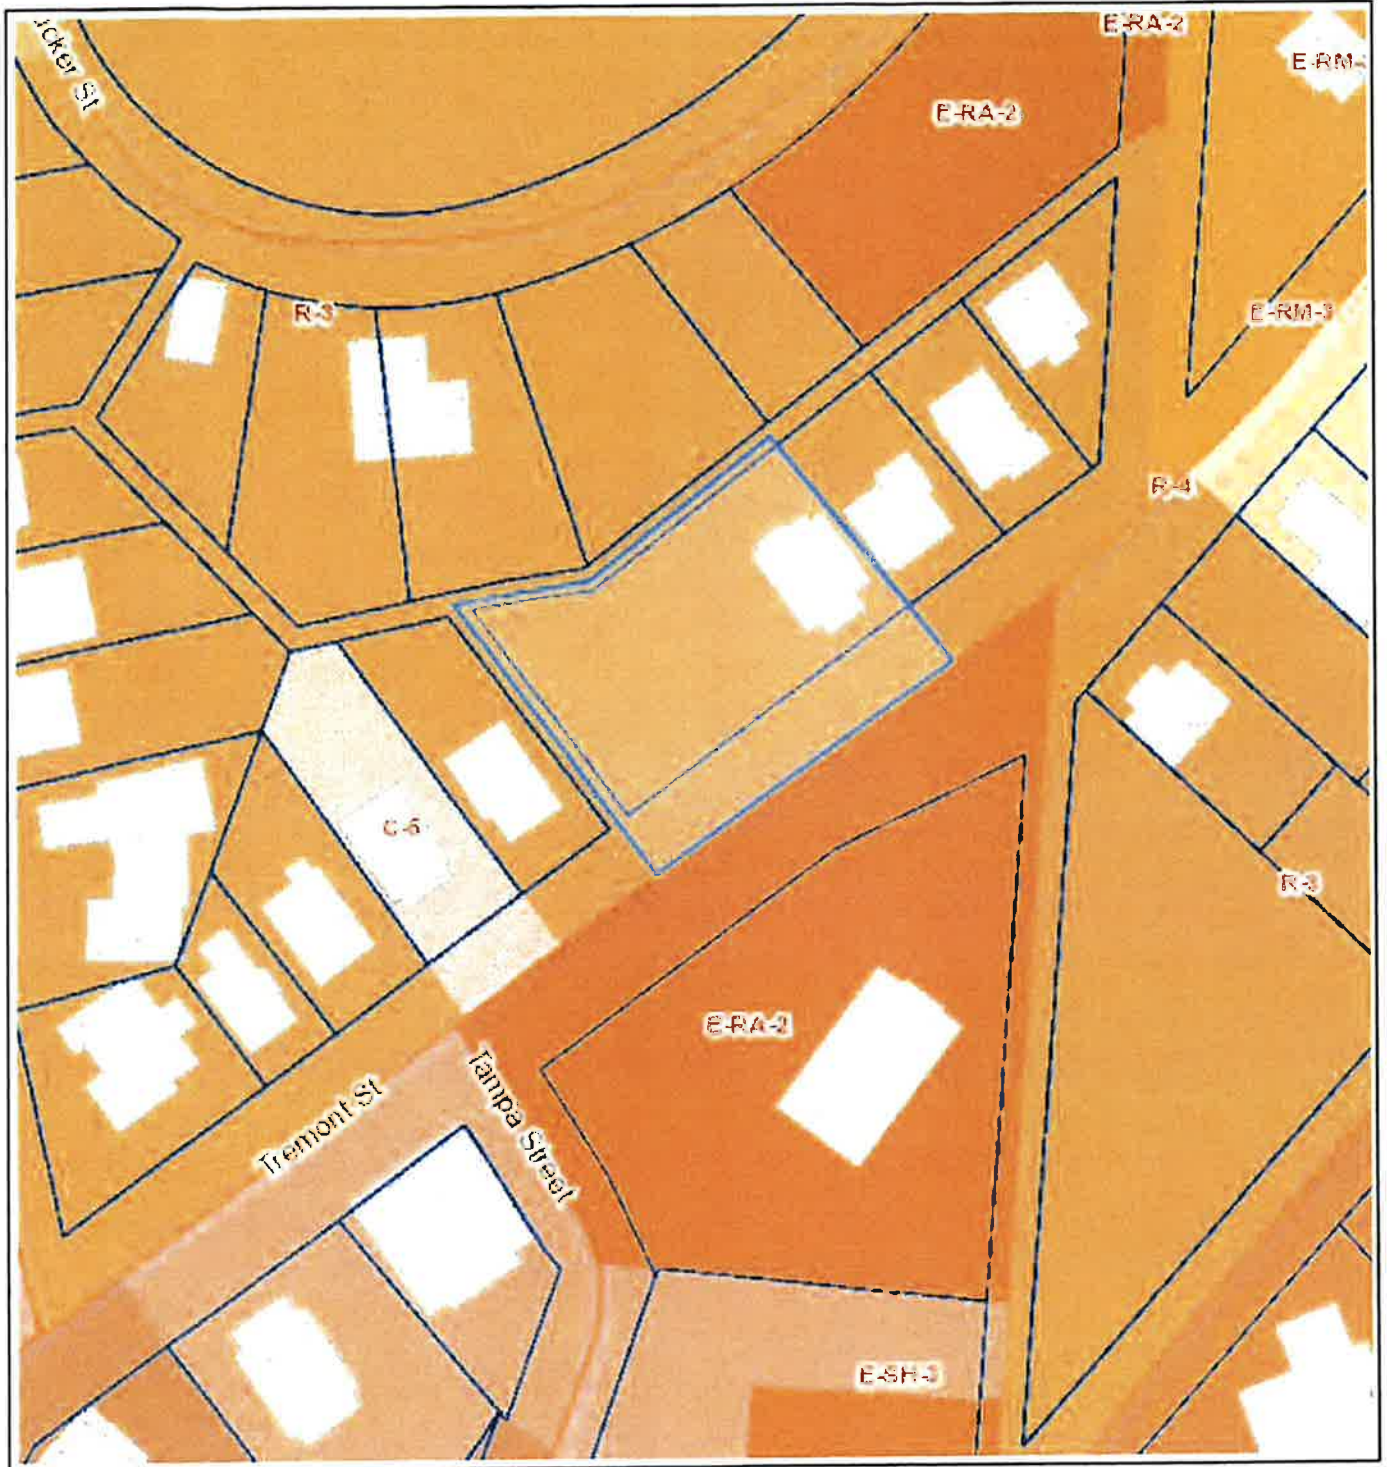 E-RA-2
E-RM-
E-RA-2
R-3
E-RM-3
R-4
C-5
R-3
E-RA-2
Tampa Street
Tremont St
E-SH-3